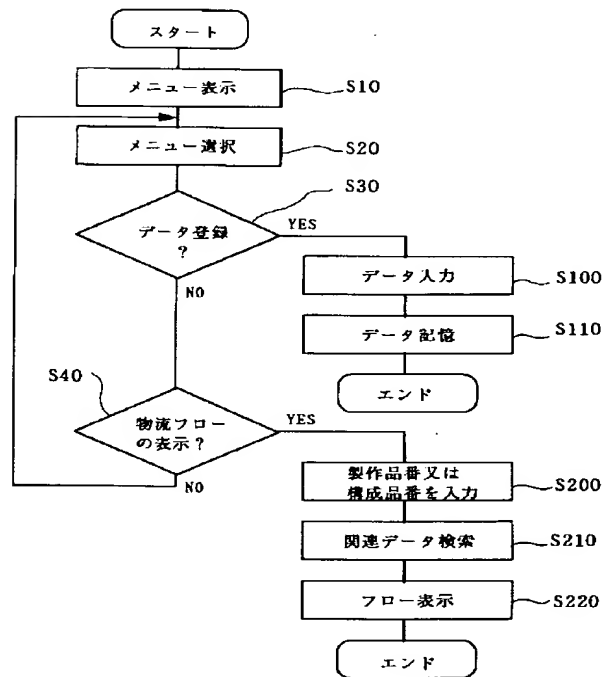 スタート
メニュー表示
S10
メニュー選択
S20
S30
データ登録
?
YES
NO
データ入力
S100
データ記憶
S110
エンド
S40
物流フロー
の表示?
YES
NO
製作品番又は
構成品番を入力
S200
関連データ検索
S210
フロー表示
S220
エンド